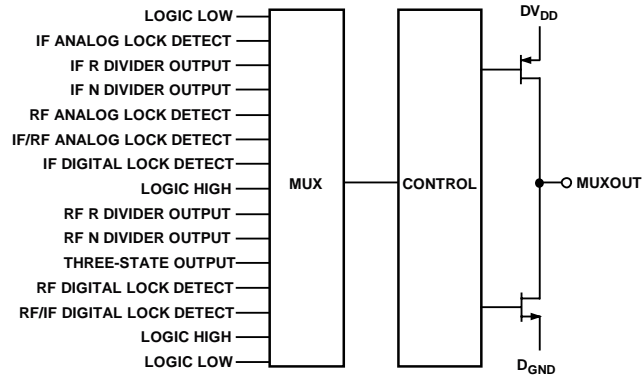 LOGIC LOW
IF ANALOG LOCK DETECT
IF R DIVIDER OUTPUT
IF N DIVIDER OUTPUT
RF ANALOG LOCK DETECT
IF/RF ANALOG LOCK DETECT
IF DIGITAL LOCK DETECT
LOGIC HIGH
RF R DIVIDER OUTPUT
RF N DIVIDER OUTPUT
THREE-STATE OUTPUT
RF DIGITAL LOCK DETECT
RF/IF DIGITAL LOCK DETECT
LOGIC HIGH
LOGIC LOW
MUX
CONTROL
DVDD
MUXOUT
DGND